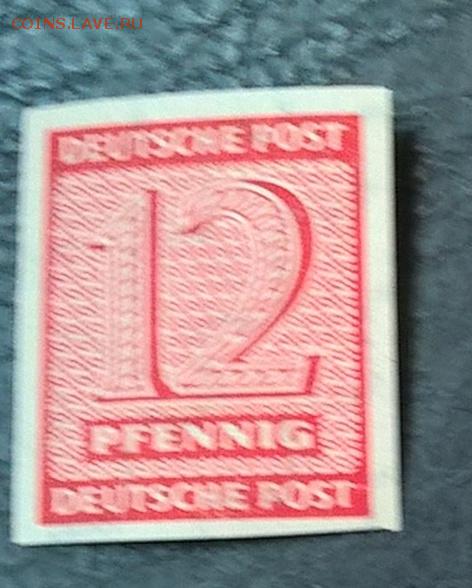 COINS.LAVE.RU
DEUTSCHE POST
12
PFENNIG
DEUTSCHE POST